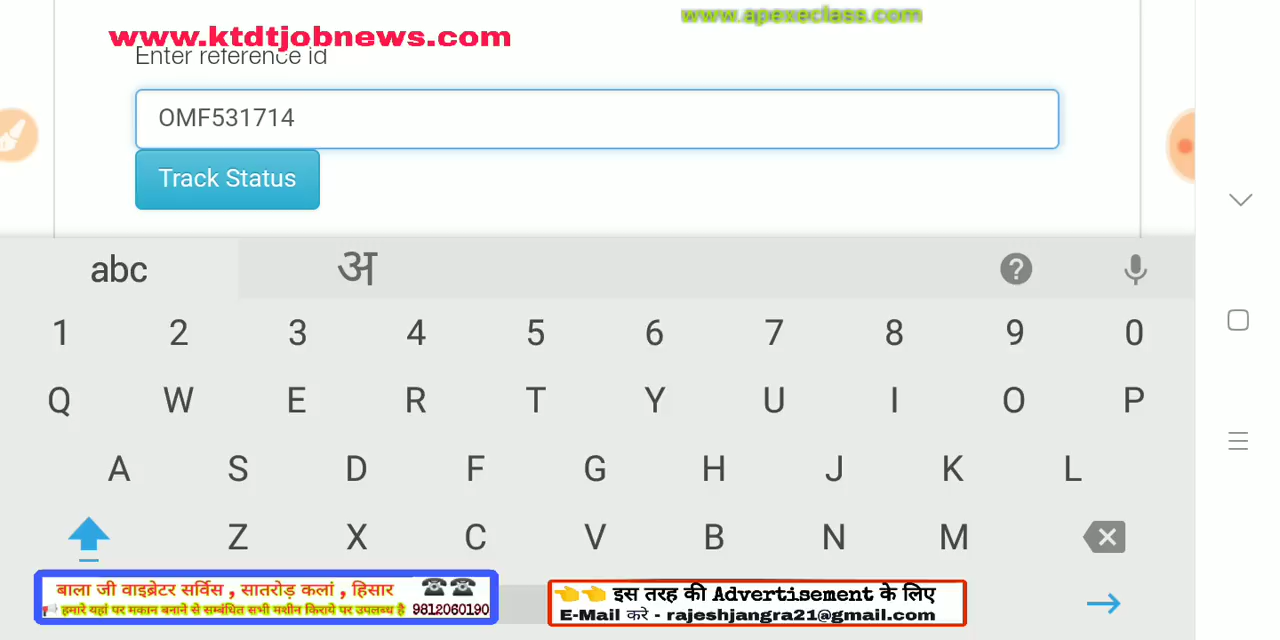 www.apexeclass.com
www.ktdtjobnews.com
Enter reference id
OMF531714
Track Status
abc अ ?
1 2 3 4 5 6 7 8 9 0
Q W E R T Y U I O P
A S D F G H J K L
Z X C V B N M
बाला जी वाइब्रेटर सर्विस , सातरोड़ कलां , हिसार
हमारे यहां पर मकान बनाने से सम्बंधित सभी मशीन किराये पर उपलब्ध है 9812060190
👈👈 इस तरह की Advertisement के लिए
E-Mail करे - rajeshjangra21@gmail.com